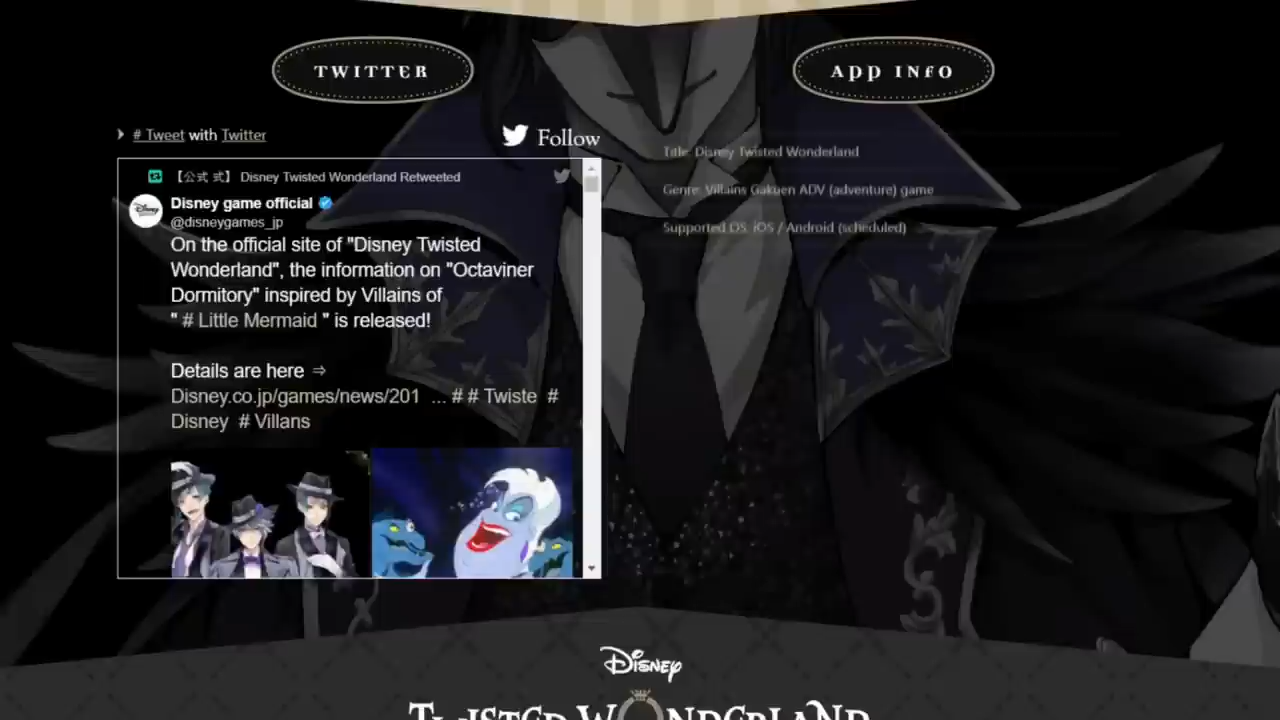 TWITTER
APP INFO
# Tweet with Twitter
Follow
Title: Disney Twisted Wonderland
【公式 式】 Disney Twisted Wonderland Retweeted
Genre: Villains Gakuen ADV (adventure) game
Disney game official
@disneygames_jp
Supported OS: iOS / Android (scheduled)
On the official site of "Disney Twisted
Wonderland", the information on "Octaviner
Dormitory" inspired by Villains of
" # Little Mermaid " is released!
Details are here ⇒
Disney.co.jp/games/news/201 ... # # Twiste #
Disney # Villans
Disney
TWISTED WONDERLAND